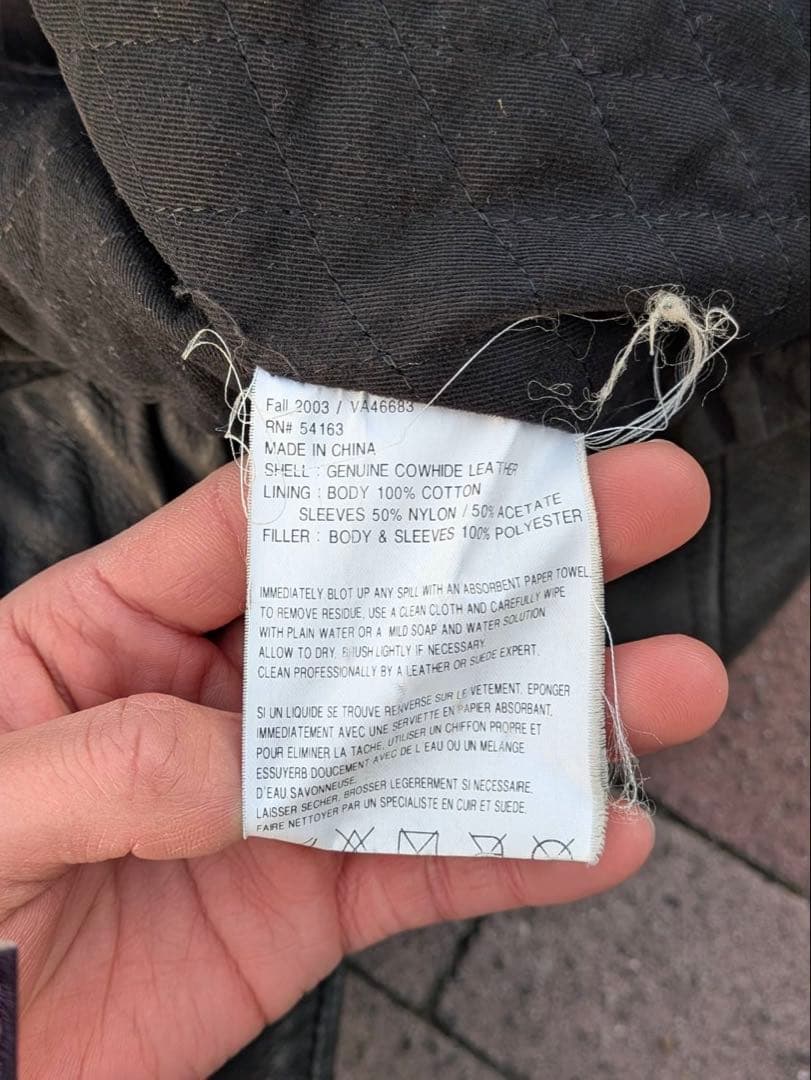 Fall 2003 / VA46683
RN# 54163
MADE IN CHINA
SHELL : GENUINE COWHIDE LEATHER
LINING : BODY 100% COTTON
SLEEVES 50% NYLON / 50% ACETATE
FILLER : BODY & SLEEVES 100% POLYESTER
IMMEDIATELY BLOT UP ANY SPILL WITH AN ABSORBENT PAPER TOWEL.
TO REMOVE RESIDUE, USE A CLEAN CLOTH AND CAREFULLY WIPE
WITH PLAIN WATER OR A MILD SOAP AND WATER SOLUTION
ALLOW TO DRY, BRUSH LIGHTLY IF NECESSARY.
CLEAN PROFESSIONALLY BY A LEATHER OR SUEDE EXPERT.
SI UN LIQUIDE SE TROUVE RENVERSE SUR LE VETEMENT, EPONGER
IMMEDIATEMENT AVEC UNE SERVIETTE EN PAPIER ABSORBANT,
POUR ELIMINER LA TACHE, UTILISER UN CHIFFON PROPRE ET
ESSUYERB DOUCEMENT AVEC DE L EAU OU UN MELANGE
D'EAU SAVONNEUSE.
LAISSER SECHER, BROSSER LEGEREMENT SI NECESSAIRE.
FAIRE NETTOYER PAR UN SPECIALISTE EN CUIR ET SUEDE.